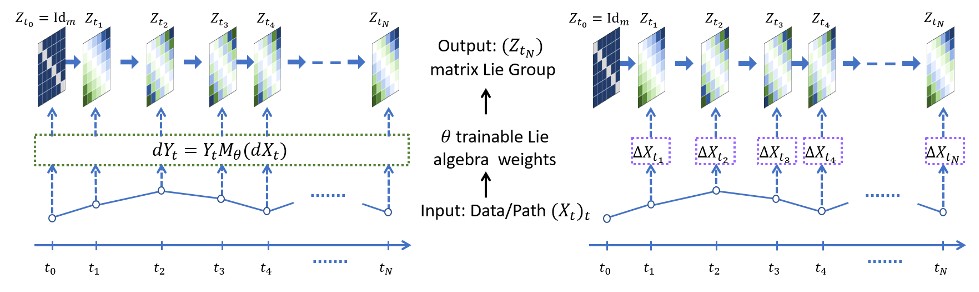 Z_{t_0} = Id_m Z_{t_1} Z_{t_2} Z_{t_3} Z_{t_4} Z_{t_N}
dY_t = Y_t M_θ(dX_t)
t_0 t_1 t_2 t_3 t_4 ....... t_N
Output: (Z_{t_N})
matrix Lie Group
θ trainable Lie
algebra weights
Input: Data/Path (X_t)_t
Z_{t_0} = Id_m Z_{t_1} Z_{t_2} Z_{t_3} Z_{t_4} Z_{t_N}
ΔX_{t_1} ΔX_{t_2} ΔX_{t_3} ΔX_{t_4} ΔX_{t_N}
t_0 t_1 t_2 t_3 t_4 ....... t_N